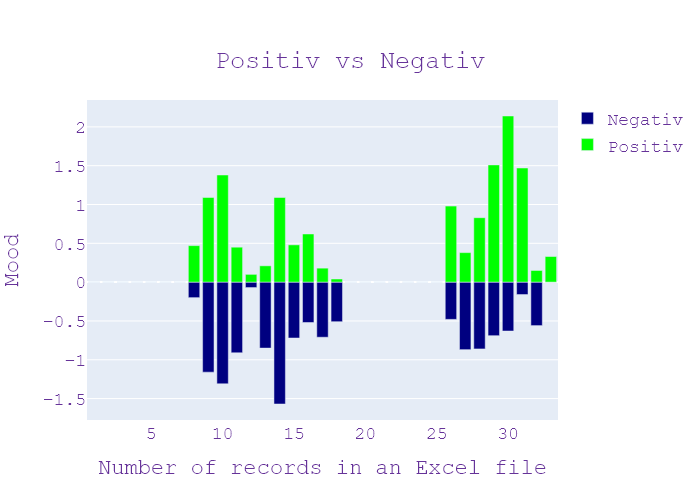 Positiv vs Negativ
Negativ
Positiv
2
1.5
1
0.5
0
−0.5
−1
−1.5
Mood
5 10 15 20 25 30
Number of records in an Excel file